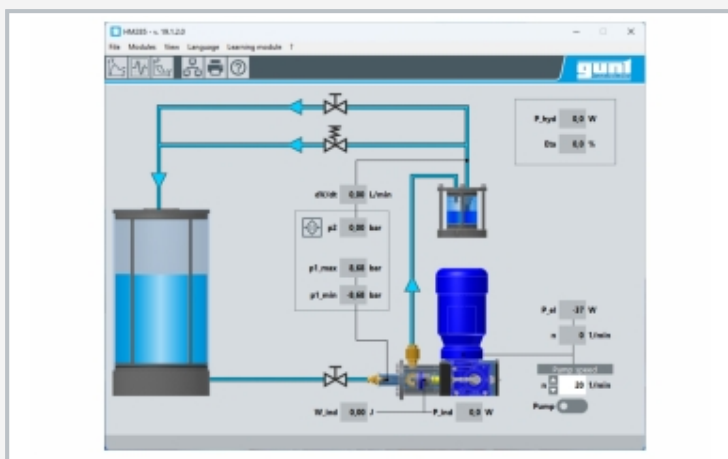 HM285 - v. 19.1.2.0
File Modules View Language Learning module ?
gunt
P_hyd 0,0 W
Eta 0,0 %
dV/dt 0,00 L/min
p2 0,00 bar
p1_max 0,60 bar
p1_min -0,60 bar
P_el -37 W
n 0 1/min
Pump speed
n 20 1/min
Pump
W_ind 0,00 J
P_ind 0,0 W